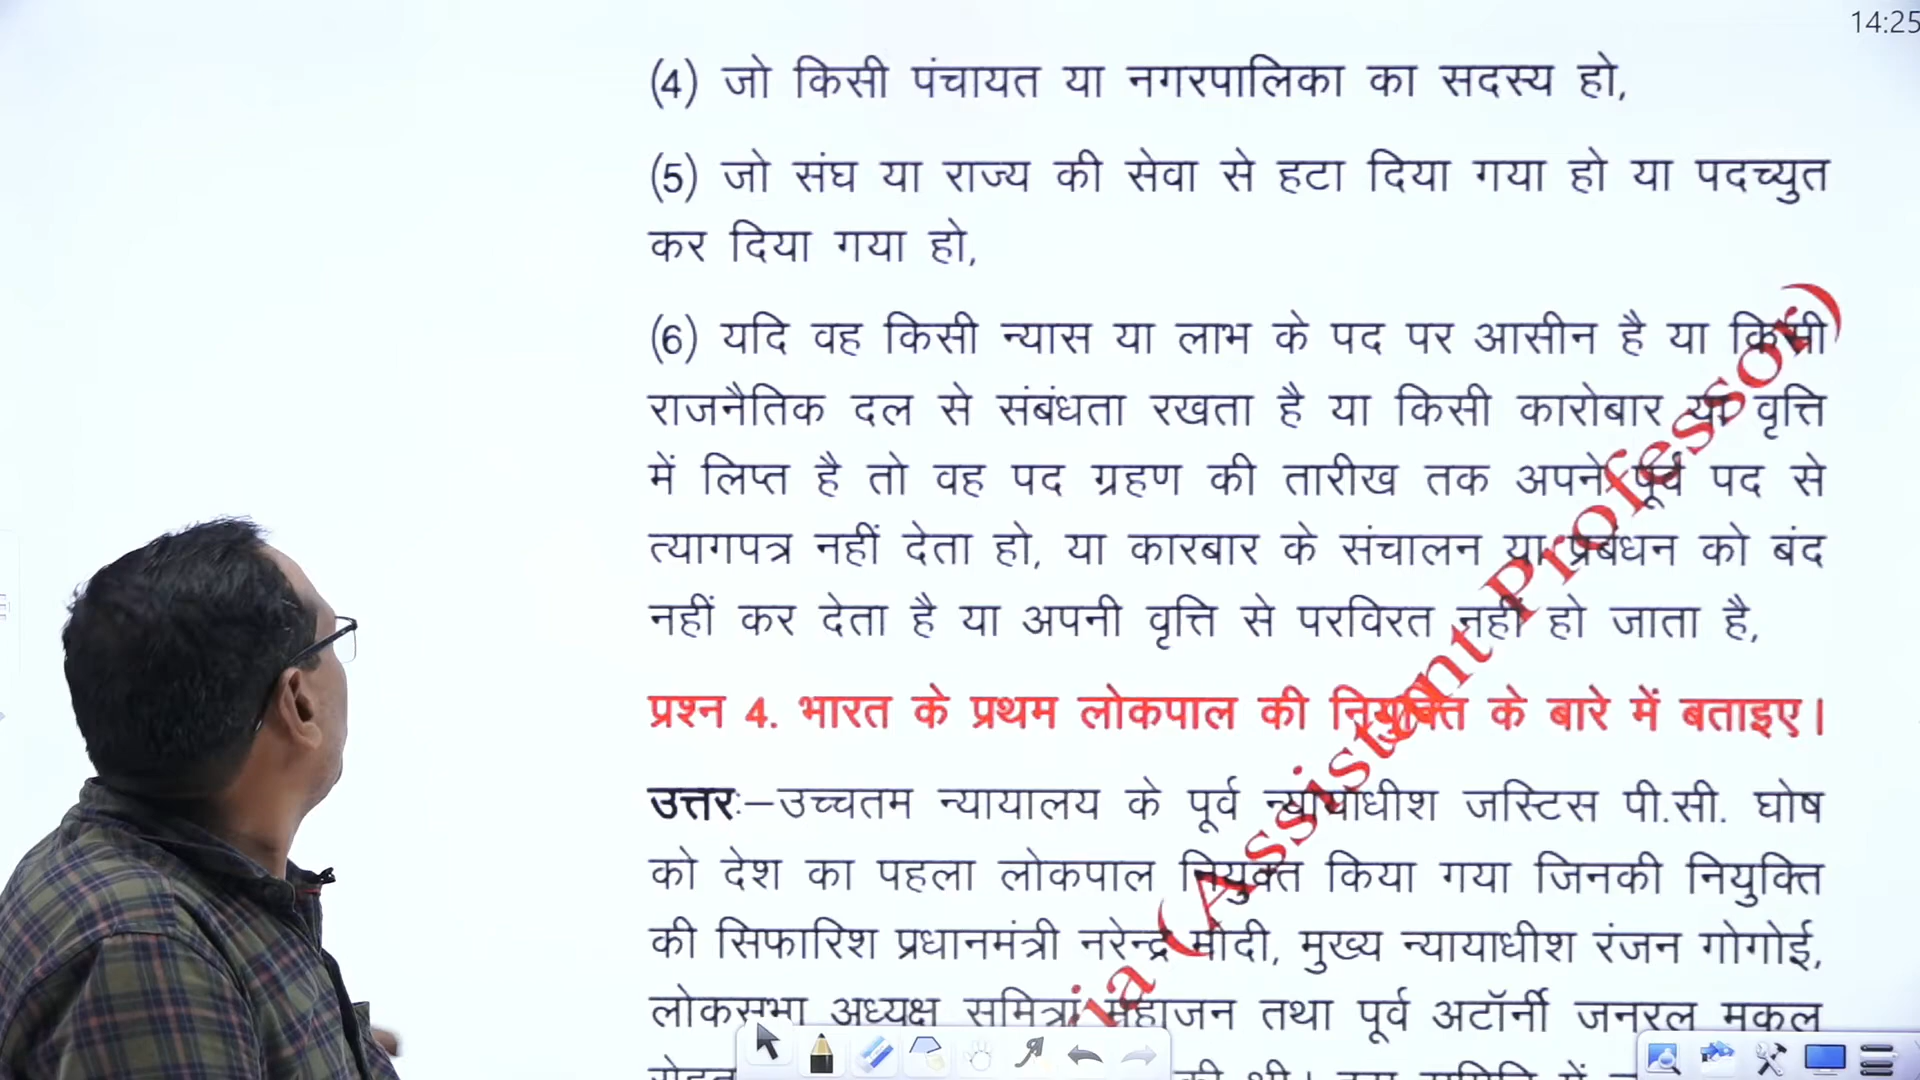 14:25
(4) जो किसी पंचायत या नगरपालिका का सदस्य हो,
(5) जो संघ या राज्य की सेवा से हटा दिया गया हो या पदच्युत
कर दिया गया हो,
(6) यदि वह किसी न्यास या लाभ के पद पर आसीन है या किसी
राजनैतिक दल से संबंधता रखता है या किसी कारोबार या वृत्ति
में लिप्त है तो वह पद ग्रहण की तारीख तक अपने पूर्व पद से
त्यागपत्र नहीं देता हो, या कारबार के संचालन या प्रबंधन को बंद
नहीं कर देता है या अपनी वृत्ति से परविरत नहीं हो जाता है,
प्रश्न 4. भारत के प्रथम लोकपाल की नियुक्ति के बारे में बताइए।
उत्तरः–उच्चतम न्यायालय के पूर्व न्यायाधीश जस्टिस पी.सी. घोष
को देश का पहला लोकपाल नियुक्त किया गया जिनकी नियुक्ति
की सिफारिश प्रधानमंत्री नरेन्द्र मोदी, मुख्य न्यायाधीश रंजन गोगोई,
लोकसभा अध्यक्ष समित्रा महाजन तथा पूर्व अटॉर्नी जनरल मुकुल
(Assistant Professor)